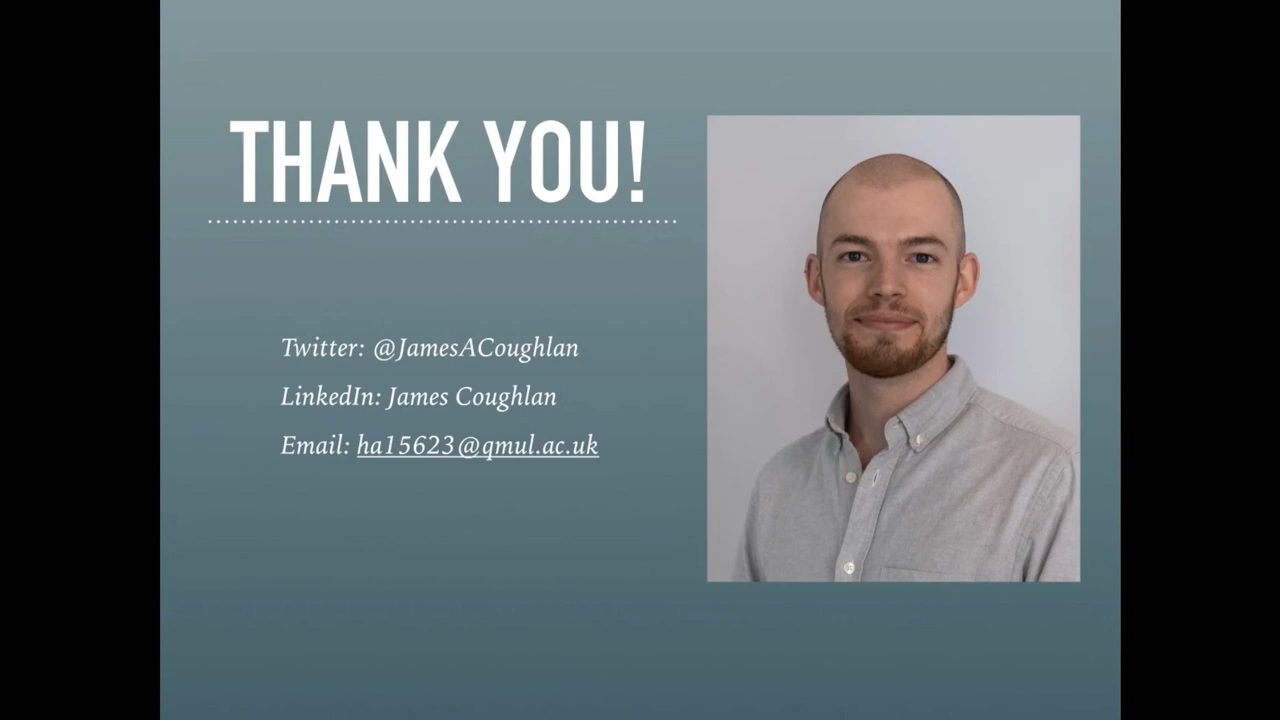 THANK YOU!
Twitter: @JamesACoughlan
LinkedIn: James Coughlan
Email: ha15623@qmul.ac.uk